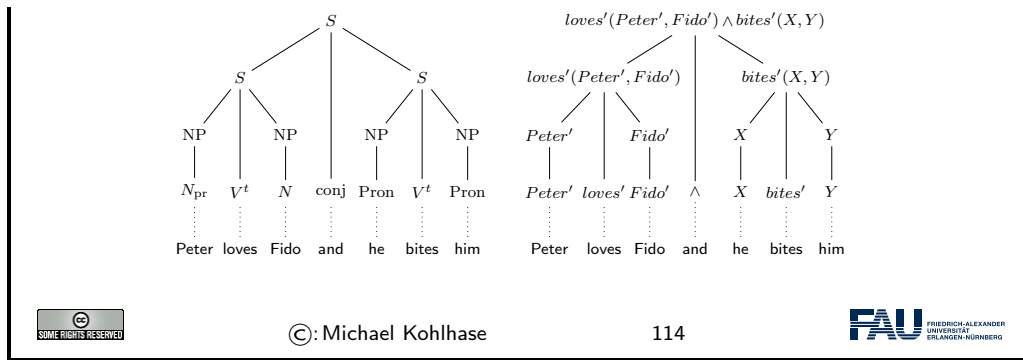 S loves′(Peter′, Fido′) ∧ bites′(X, Y)
S S loves′(Peter′, Fido′) bites′(X, Y)
NP NP NP NP Peter′ Fido′ X Y
N_pr V^t N conj Pron V^t Pron Peter′ loves′ Fido′ ∧ X bites′ Y
Peter loves Fido and he bites him Peter loves Fido and he bites him
cc
SOME RIGHTS RESERVED
©: Michael Kohlhase 114
FAU FRIEDRICH-ALEXANDER
UNIVERSITÄT
ERLANGEN-NÜRNBERG